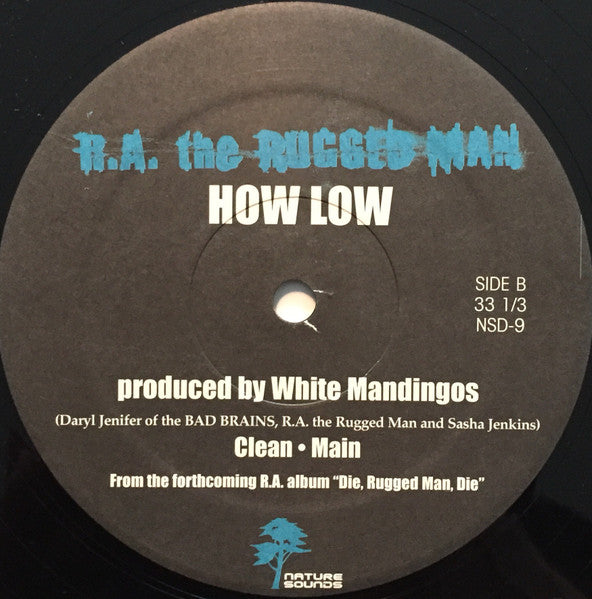 R.A. the RUGGED MAN
HOW LOW
SIDE B
33 1/3
NSD-9
produced by White Mandingos
(Daryl Jenifer of the BAD BRAINS, R.A. the Rugged Man and Sasha Jenkins)
Clean • Main
From the forthcoming R.A. album “Die, Rugged Man, Die”
NATURE
SOUNDS